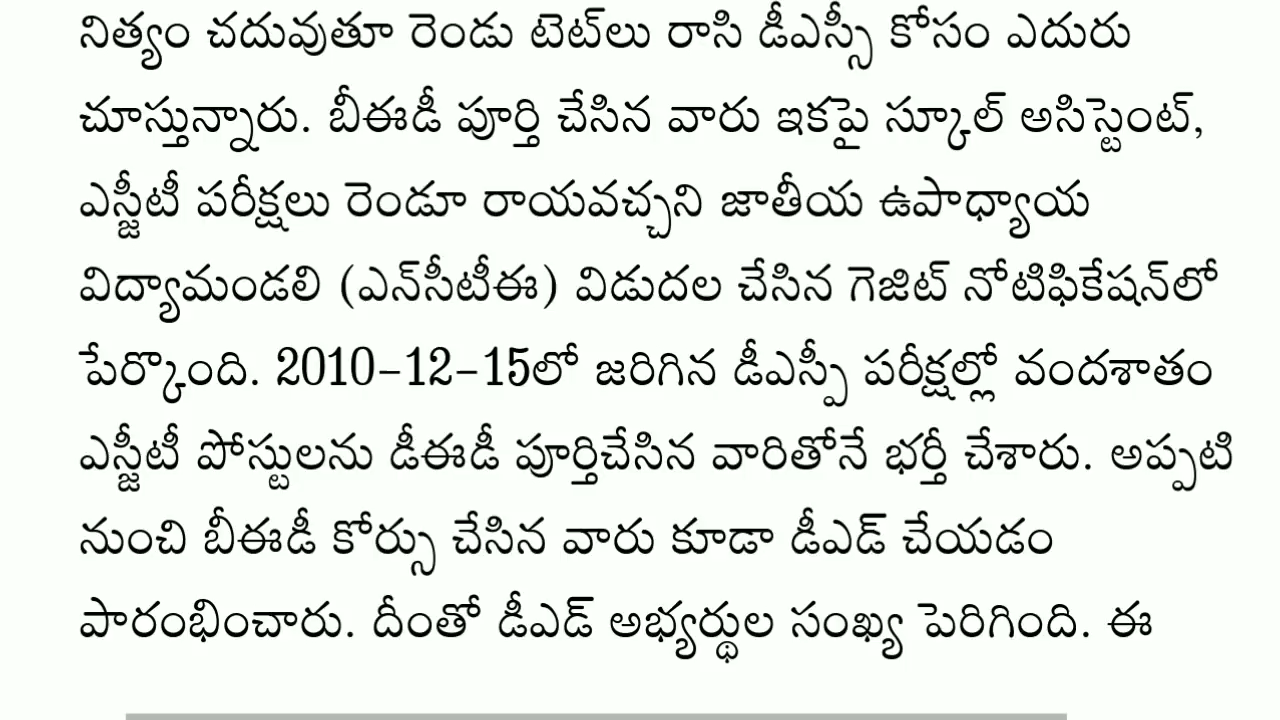 నిత్యం చదువుతూ రెండు టెట్‌లు రాసి డీఎస్సీ కోసం ఎదురు
చూస్తున్నారు. బీఈడీ పూర్తి చేసిన వారు ఇకపై స్కూల్ అసిస్టెంట్,
ఎస్జీటీ పరీక్షలు రెండూ రాయవచ్చని జాతీయ ఉపాధ్యాయ
విద్యామండలి (ఎన్‌సీటీఈ) విడుదల చేసిన గెజిట్ నోటిఫికేషన్‌లో
పేర్కొంది. 2010-12-15లో జరిగిన డీఎస్పీ పరీక్షల్లో వందశాతం
ఎస్జీటీ పోస్టులను డీఈడీ పూర్తిచేసిన వారితోనే భర్తీ చేశారు. అప్పటి
నుంచి బీఈడీ కోర్సు చేసిన వారు కూడా డీఎడ్ చేయడం
పారంభించారు. దీంతో డీఎడ్ అభ్యర్థుల సంఖ్య పెరిగింది. ఈ